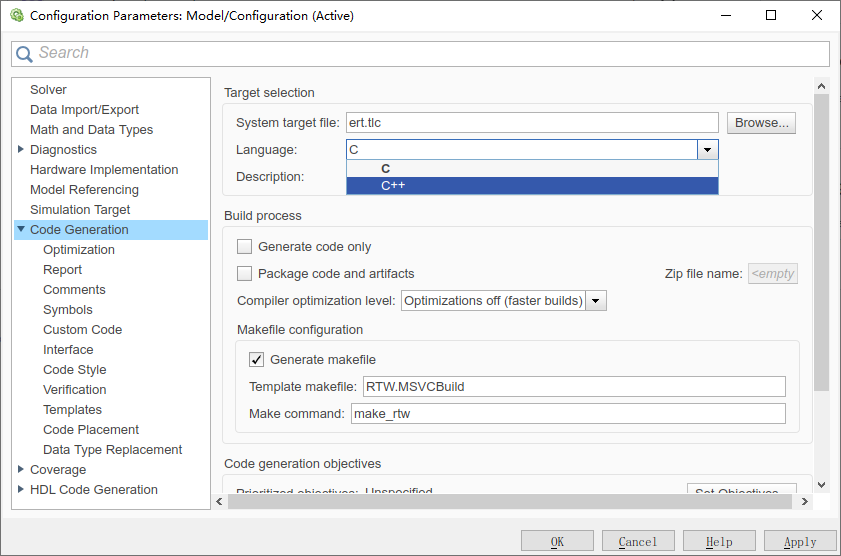 Configuration Parameters: Model/Configuration (Active)
Search
Solver
Data Import/Export
Math and Data Types
Diagnostics
Hardware Implementation
Model Referencing
Simulation Target
Code Generation
Optimization
Report
Comments
Symbols
Custom Code
Interface
Code Style
Verification
Templates
Code Placement
Data Type Replacement
Coverage
HDL Code Generation
Target selection
System target file: ert.tlc Browse...
Language: C
C
C++
Description:
Build process
Generate code only
Package code and artifacts Zip file name: <empty
Compiler optimization level: Optimizations off (faster builds)
Makefile configuration
Generate makefile
Template makefile: RTW.MSVCBuild
Make command: make_rtw
Code generation objectives
Prioritized objectives: Unspecified Set Objectives...
OK Cancel Help Apply